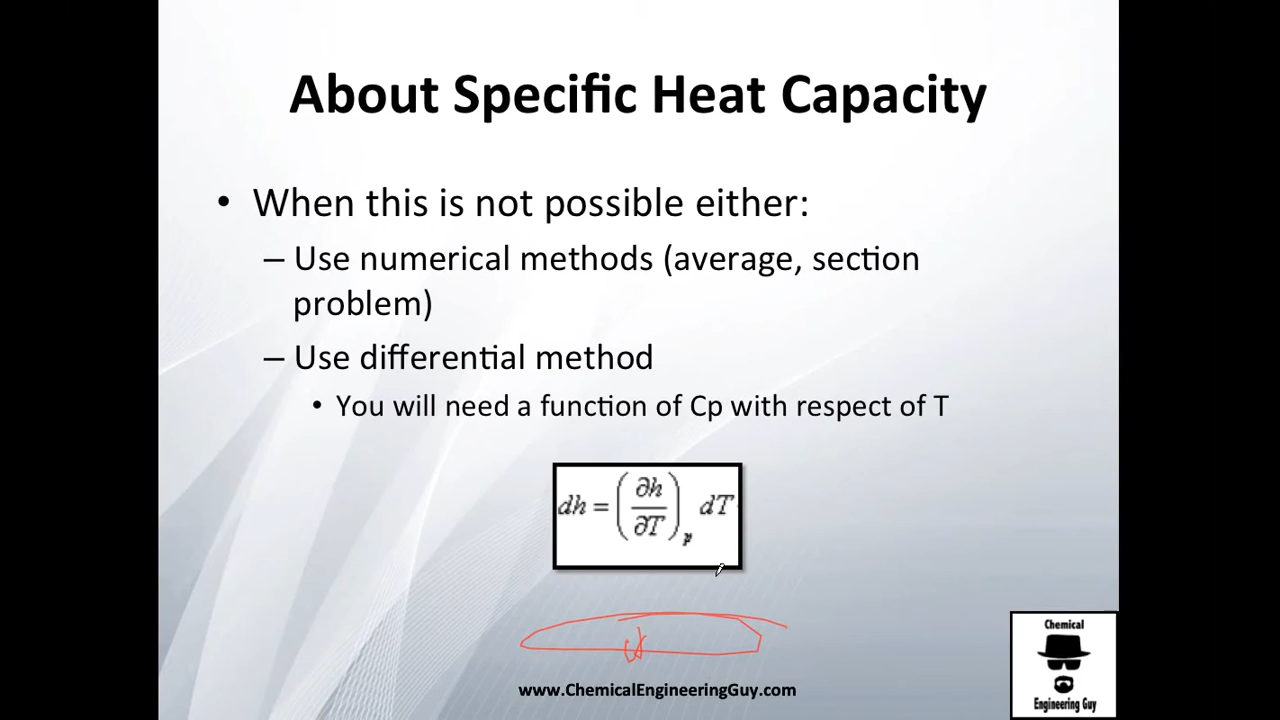 About Specific Heat Capacity
• When this is not possible either:
– Use numerical methods (average, section
problem)
– Use differential method
• You will need a function of Cp with respect of T
dh = (∂h/∂T)_p dT
www.ChemicalEngineeringGuy.com
Chemical
Engineering Guy